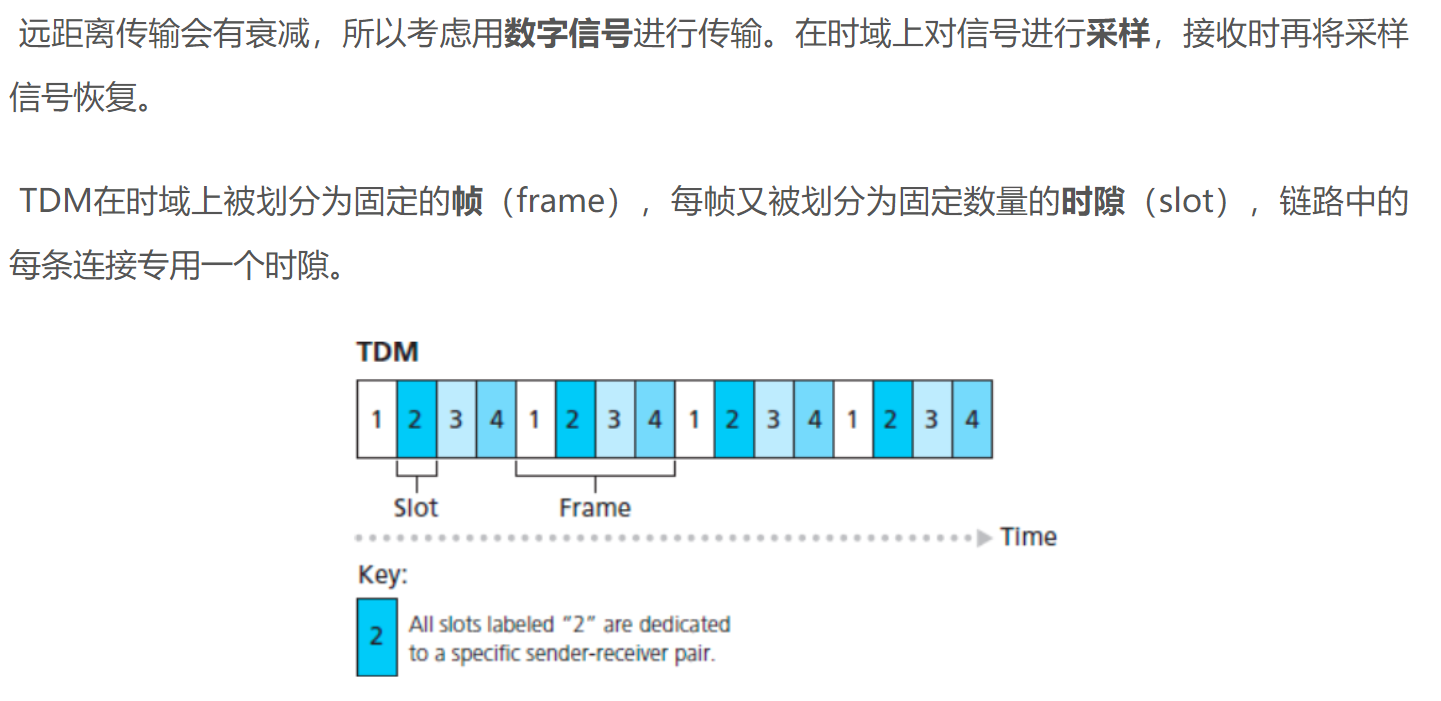 远距离传输会有衰减，所以考虑用数字信号进行传输。在时域上对信号进行采样，接收时再将采样
信号恢复。
TDM在时域上被划分为固定的帧（frame），每帧又被划分为固定数量的时隙（slot），链路中的
每条连接专用一个时隙。
TDM
1 2 3 4 1 2 3 4 1 2 3 4 1 2 3 4
Slot Frame
Time
Key:
2 All slots labeled “2” are dedicated
to a specific sender-receiver pair.